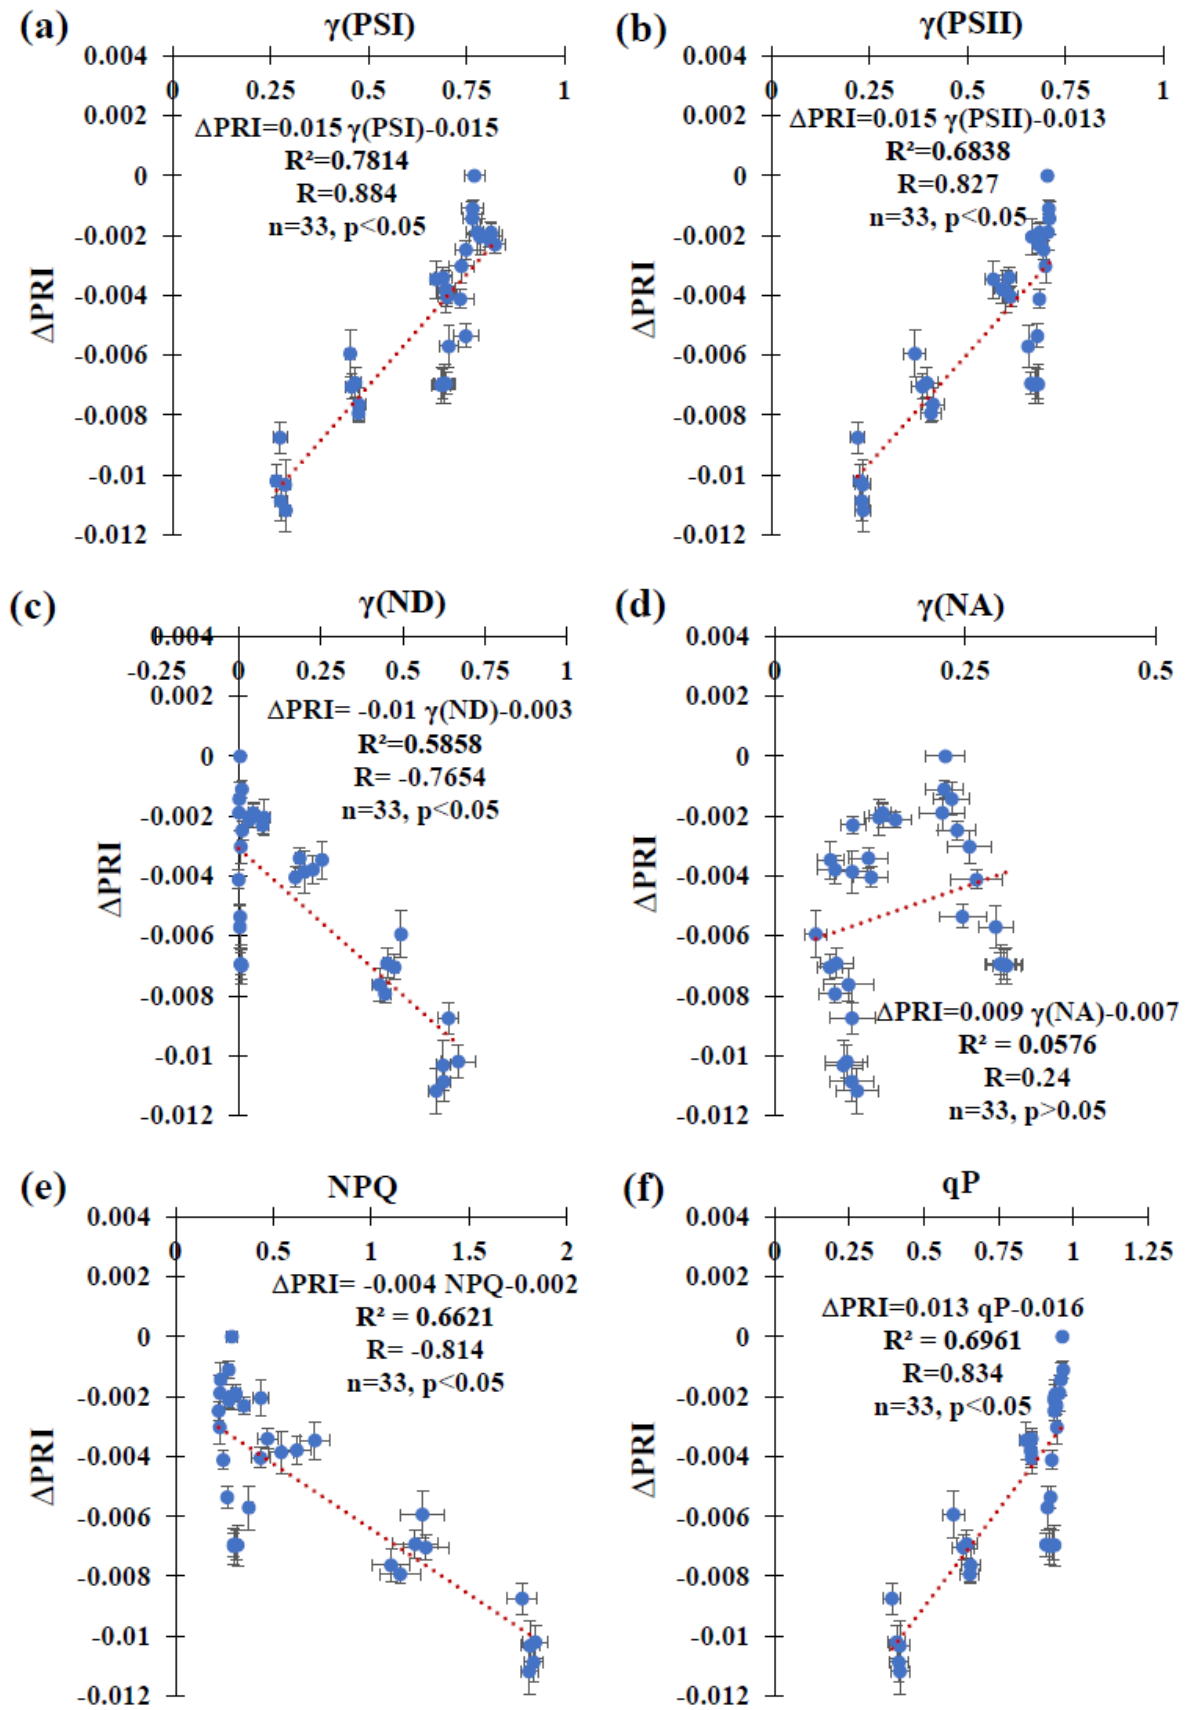 (a)
γ(PSI)
0.004
0 0.25 0.5 0.75 1
0.002
ΔPRI=0.015 γ(PSI)-0.015
R²=0.7814
0
R=0.884
n=33, p<0.05
-0.002
-0.004
-0.006
-0.008
-0.01
-0.012
ΔPRI
(b)
γ(PSII)
0.004
0 0.25 0.5 0.75 1
0.002
ΔPRI=0.015 γ(PSII)-0.013
R²=0.6838
0
R=0.827
n=33, p<0.05
-0.002
-0.004
-0.006
-0.008
-0.01
-0.012
ΔPRI
(c)
γ(ND)
0.004
-0.25 0 0.25 0.5 0.75 1
0.002
ΔPRI= -0.01 γ(ND)-0.003
R²=0.5858
0
R= -0.7654
n=33, p<0.05
-0.002
-0.004
-0.006
-0.008
-0.01
-0.012
ΔPRI
(d)
γ(NA)
0.004
0 0.25 0.5
0.002
0
-0.002
-0.004
-0.006
-0.008
ΔPRI=0.009 γ(NA)-0.007
R² = 0.0576
-0.01
R=0.24
n=33, p>0.05
-0.012
ΔPRI
(e)
NPQ
0.004
0 0.5 1 1.5 2
0.002
ΔPRI= -0.004 NPQ-0.002
R² = 0.6621
0
R= -0.814
n=33, p<0.05
-0.002
-0.004
-0.006
-0.008
-0.01
-0.012
ΔPRI
(f)
qP
0.004
0 0.25 0.5 0.75 1 1.25
0.002
ΔPRI=0.013 qP-0.016
R² = 0.6961
0
R=0.834
n=33, p<0.05
-0.002
-0.004
-0.006
-0.008
-0.01
-0.012
ΔPRI